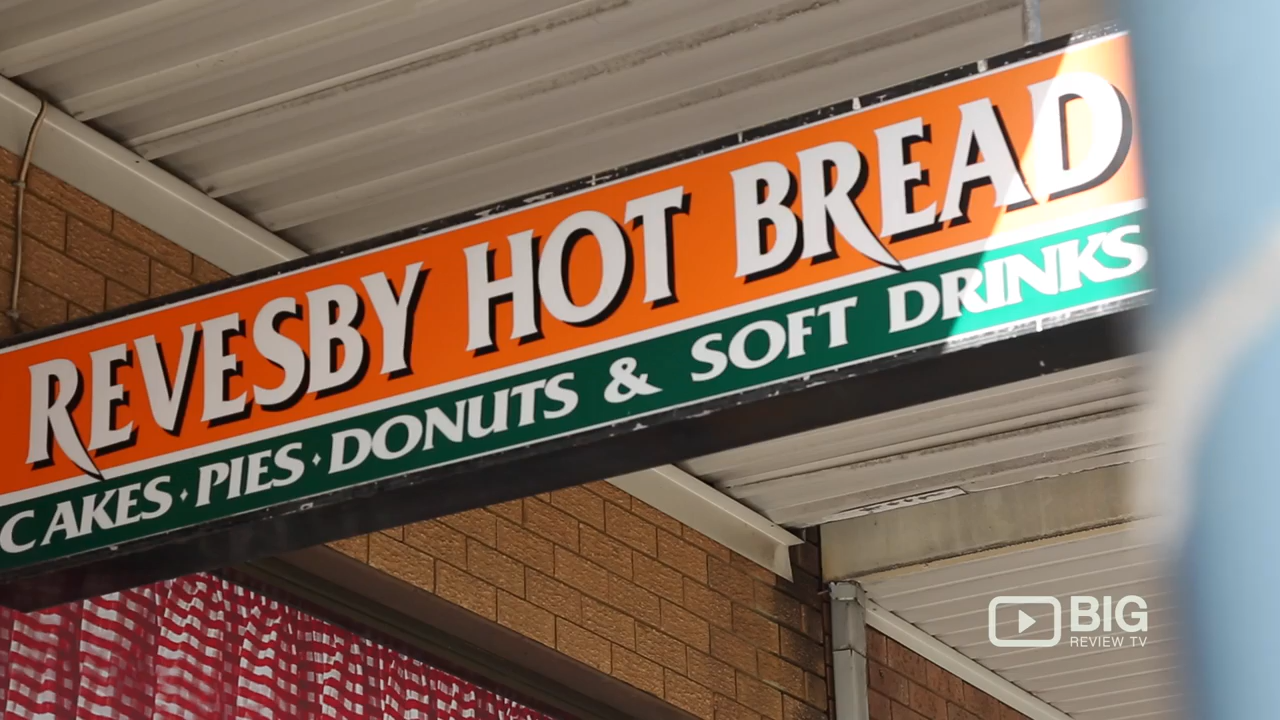 REVESBY HOT BREAD
CAKES · PIES · DONUTS & SOFT DRINKS
BIG
REVIEW TV